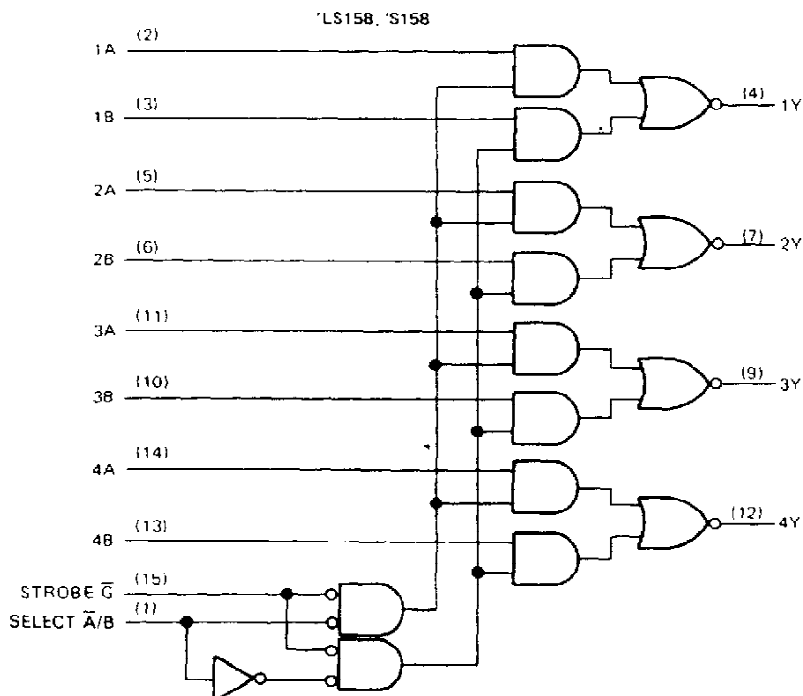 'LS158, 'S158
1A (2)
1B (3)
(4) 1Y
2A (5)
2B (6)
(7) 2Y
3A (11)
3B (10)
(9) 3Y
4A (14)
4B (13)
(12) 4Y
STROBE G̅ (15)
SELECT A̅/B (1)